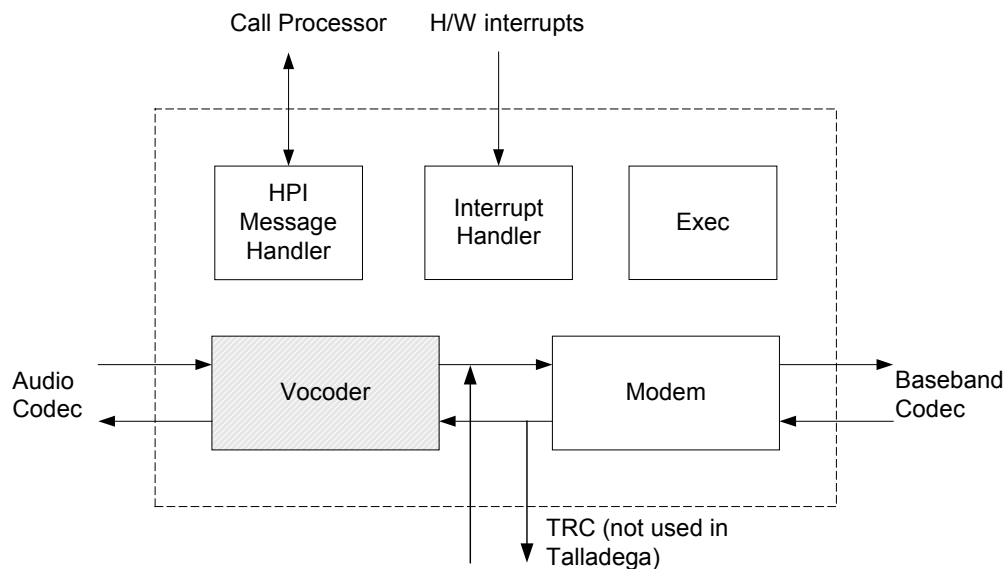 Call Processor
H/W interrupts
HPI
Message
Handler
Interrupt
Handler
Exec
Audio
Codec
Vocoder
Modem
Baseband
Codec
TRC (not used in
Talladega)